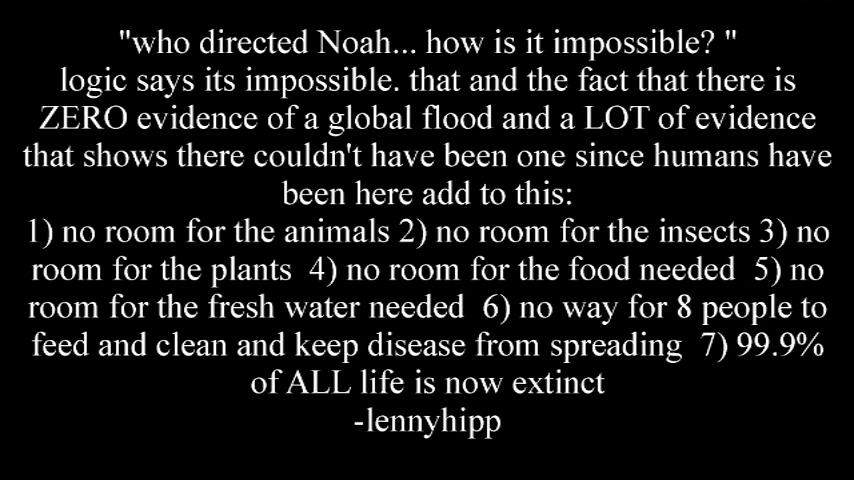 "who directed Noah... how is it impossible? "
logic says its impossible. that and the fact that there is
ZERO evidence of a global flood and a LOT of evidence
that shows there couldn't have been one since humans have
been here add to this:
1) no room for the animals 2) no room for the insects 3) no
room for the plants  4) no room for the food needed  5) no
room for the fresh water needed  6) no way for 8 people to
feed and clean and keep disease from spreading  7) 99.9%
of ALL life is now extinct
-lennyhipp